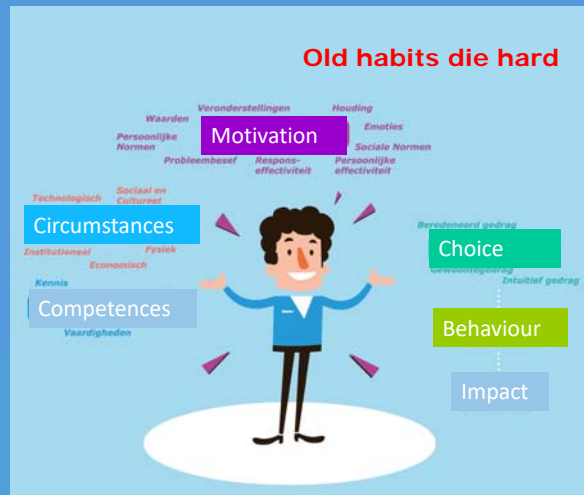 Old habits die hard
Veronderstellingen
Houding
Waarden
Motivation
Emoties
Persoonlijke
Normen
Sociale Normen
Probleembesef
Respons-
effectiviteit
Persoonlijke
effectiviteit
Technologisch
Sociaal en
Cultureel
Circumstances
Institutioneel
Fysiek
Economisch
Kennis
Competences
Vaardigheden
Beredeneerd gedrag
Choice
Gewoontegedrag
Intuitief gedrag
Behaviour
Impact